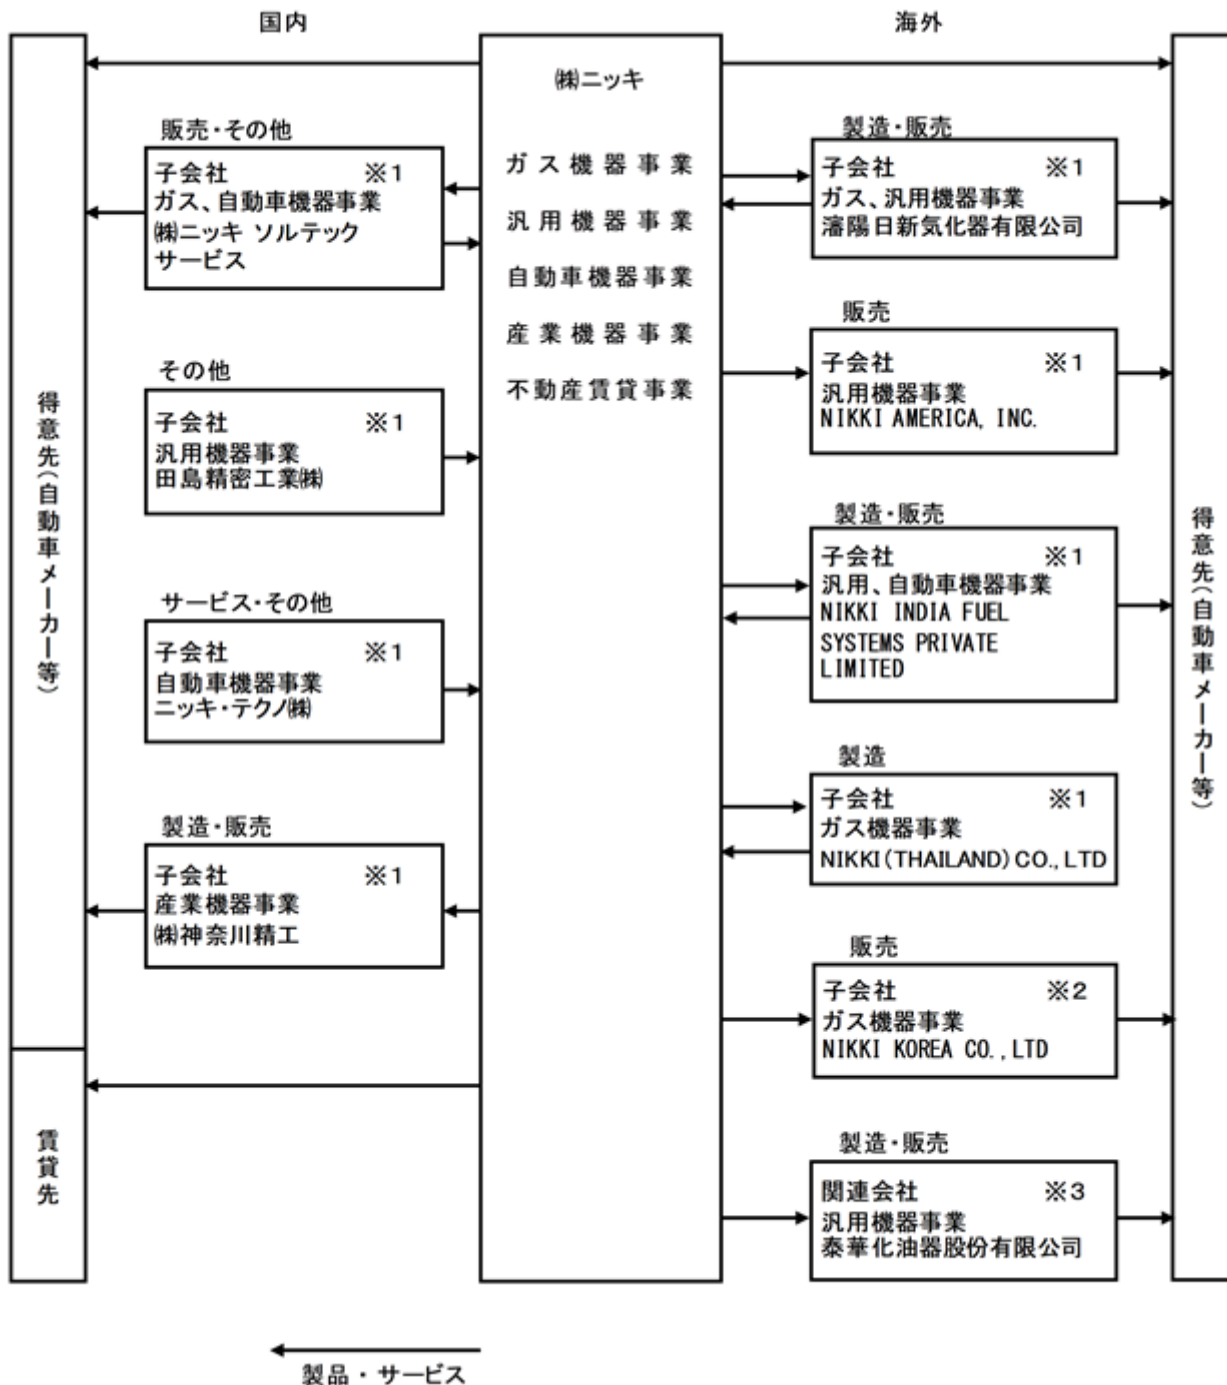 国内
海外
得意先(自動車メーカー等)
賃貸先
販売・その他
子会社 ※1
ガス、自動車機器事業
㈱ニッキ ソルテック
サービス
その他
子会社 ※1
汎用機器事業
田島精密工業㈱
サービス・その他
子会社 ※1
自動車機器事業
ニッキ・テクノ㈱
製造・販売
子会社 ※1
産業機器事業
㈱神奈川精工
㈱ニッキ
ガス機器事業
汎用機器事業
自動車機器事業
産業機器事業
不動産賃貸事業
製造・販売
子会社 ※1
ガス、汎用機器事業
瀋陽日新気化器有限公司
販売
子会社 ※1
汎用機器事業
NIKKI AMERICA, INC.
製造・販売
子会社 ※1
汎用、自動車機器事業
NIKKI INDIA FUEL
SYSTEMS PRIVATE
LIMITED
製造
子会社 ※1
ガス機器事業
NIKKI(THAILAND)CO.,LTD
販売
子会社 ※2
ガス機器事業
NIKKI KOREA CO.,LTD
製造・販売
関連会社 ※3
汎用機器事業
泰華化油器股份有限公司
得意先(自動車メーカー等)
製品・サービス